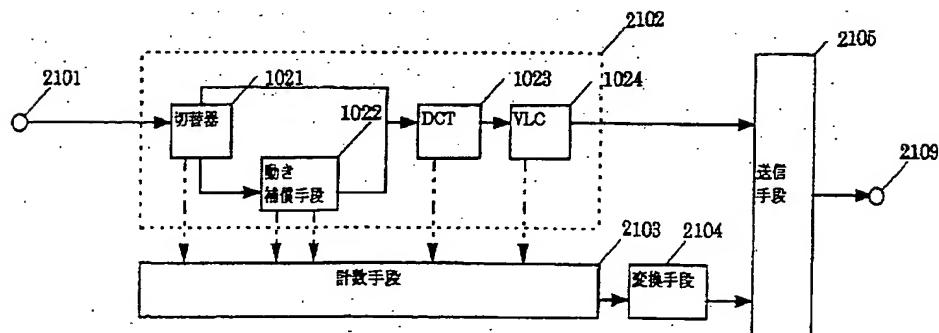 2102
2105
2101
1021
1022
1023
1024
切替器
DCT
VLC
動き
補償手段
送信
手段
2109
2103
2104
計数手段
変換手段